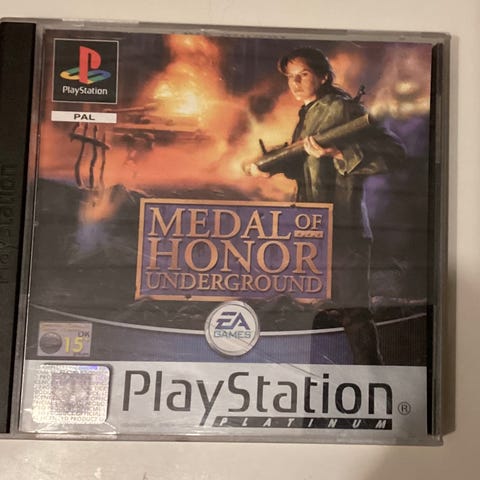 PlayStation
PAL
PlayStation
MEDAL OF
HONOR
UNDERGROUND
EA
GAMES
15
PlayStation®
PLATINUM